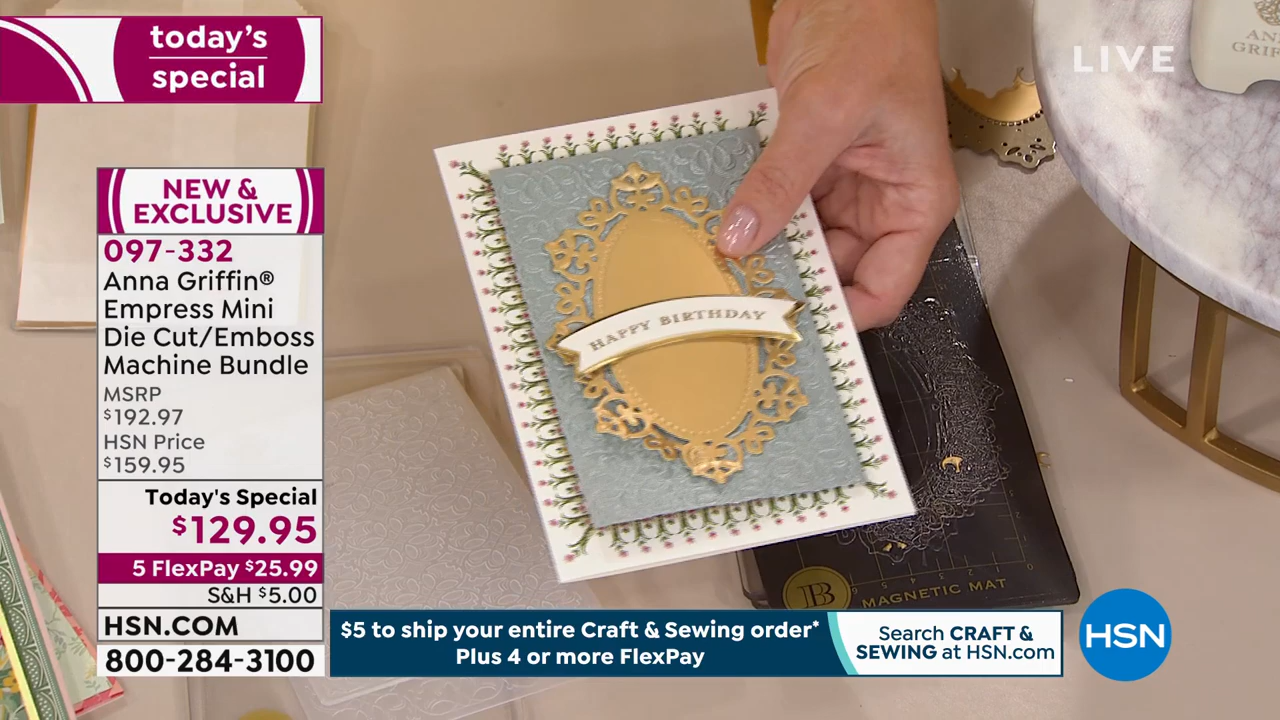 today's
special
LIVE
NEW &
EXCLUSIVE
097-332
Anna Griffin®
Empress Mini
Die Cut/Emboss
Machine Bundle
MSRP
$192.97
HSN Price
$159.95
Today's Special
$129.95
5 FlexPay $25.99
S&H $5.00
HSN.COM
800-284-3100
HAPPY BIRTHDAY
MAGNETIC MAT
$5 to ship your entire Craft & Sewing order*
Plus 4 or more FlexPay
Search CRAFT &
SEWING at HSN.com
HSN